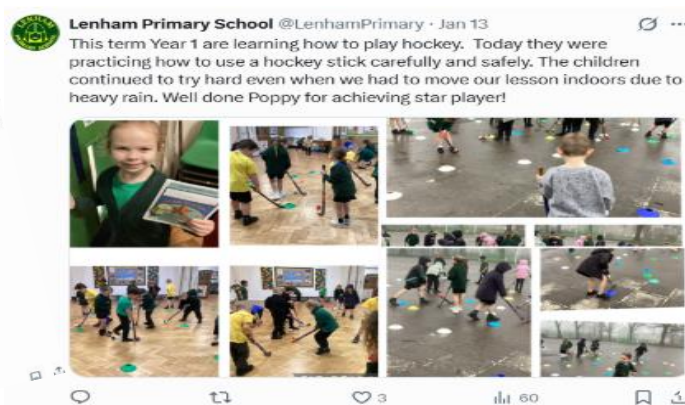 Lenham Primary School @LenhamPrimary · Jan 13
This term Year 1 are learning how to play hockey. Today they were
practicing how to use a hockey stick carefully and safely. The children
continued to try hard even when we had to move our lesson indoors due to
heavy rain. Well done Poppy for achieving star player!
3
60